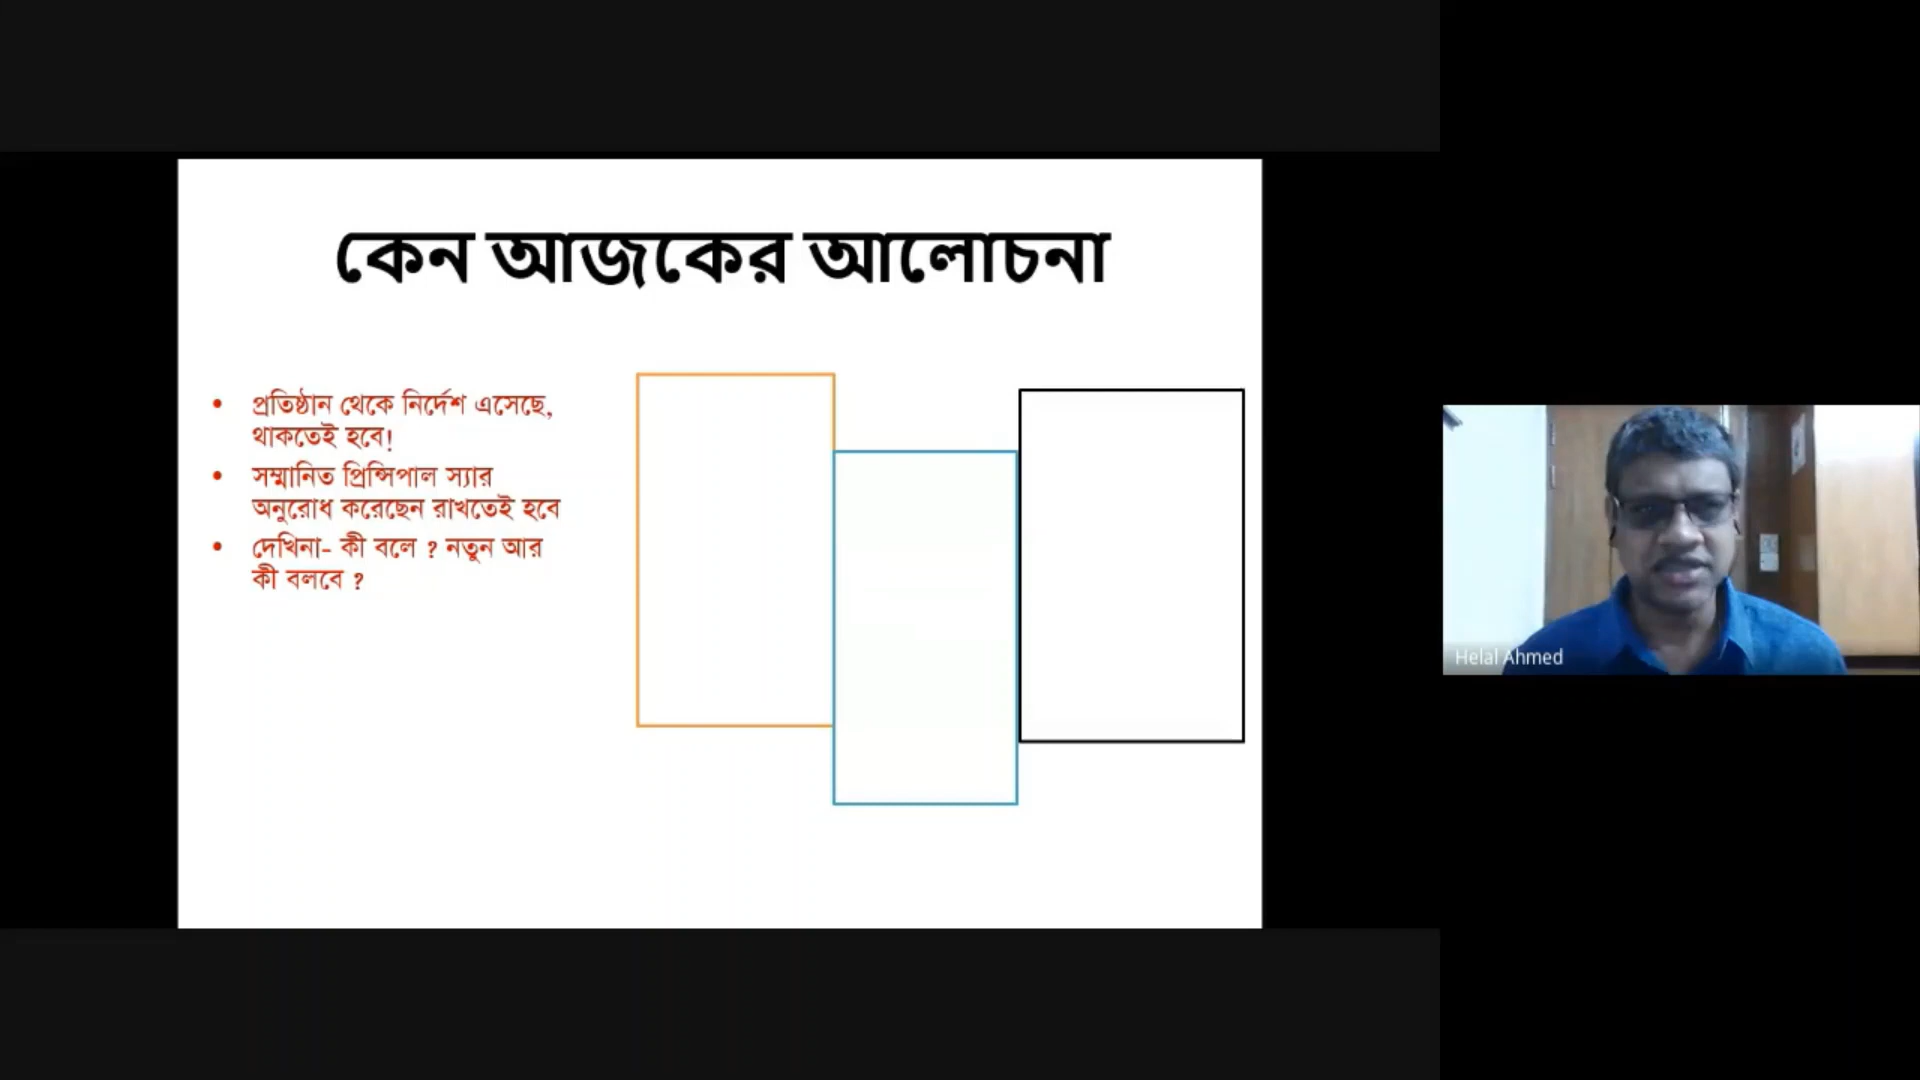 কেন আজকের আলোচনা
• প্রতিষ্ঠান থেকে নির্দেশ এসেছে,
থাকতেই হবে!
• সম্মানিত প্রিন্সিপাল স্যার
অনুরোধ করেছেন রাখতেই হবে
• দেখিনা- কী বলে ? নতুন আর
কী বলবে ?
Helal Ahmed